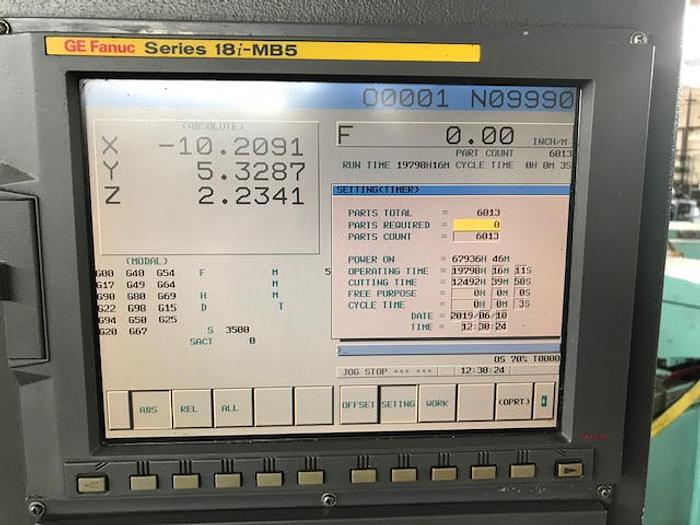 GE Fanuc Series 18i-MB5
O0001 N09990
(ABSOLUTE)
X -10.2091
Y 5.3287
Z 2.2341
F 0.00 INCH/M
PART COUNT 6013
RUN TIME 19798H16M CYCLE TIME 0H 0M 3S
SETTING(TIMER)
PARTS TOTAL = 6013
PARTS REQUIRED = 0
PARTS COUNT = 6013
POWER ON = 67936H 46M
OPERATING TIME = 19798H 16M 11S
CUTTING TIME = 12492H 39M 50S
FREE PURPOSE = 0H 0M 0S
CYCLE TIME = 0H 0M 3S
DATE = 2019/06/10
TIME = 12:30:24
(MODAL)
G00 G40 G54 F M 5
G17 G49 G64 M
G90 G80 G69 H M
G22 G98 G15 D T
G94 G50 G25
G20 G67 S 3500
SACT 0
OS 70% T0000
JOG STOP *** *** 12:30:24
ABS REL ALL OFFSET SETING WORK (OPRT)